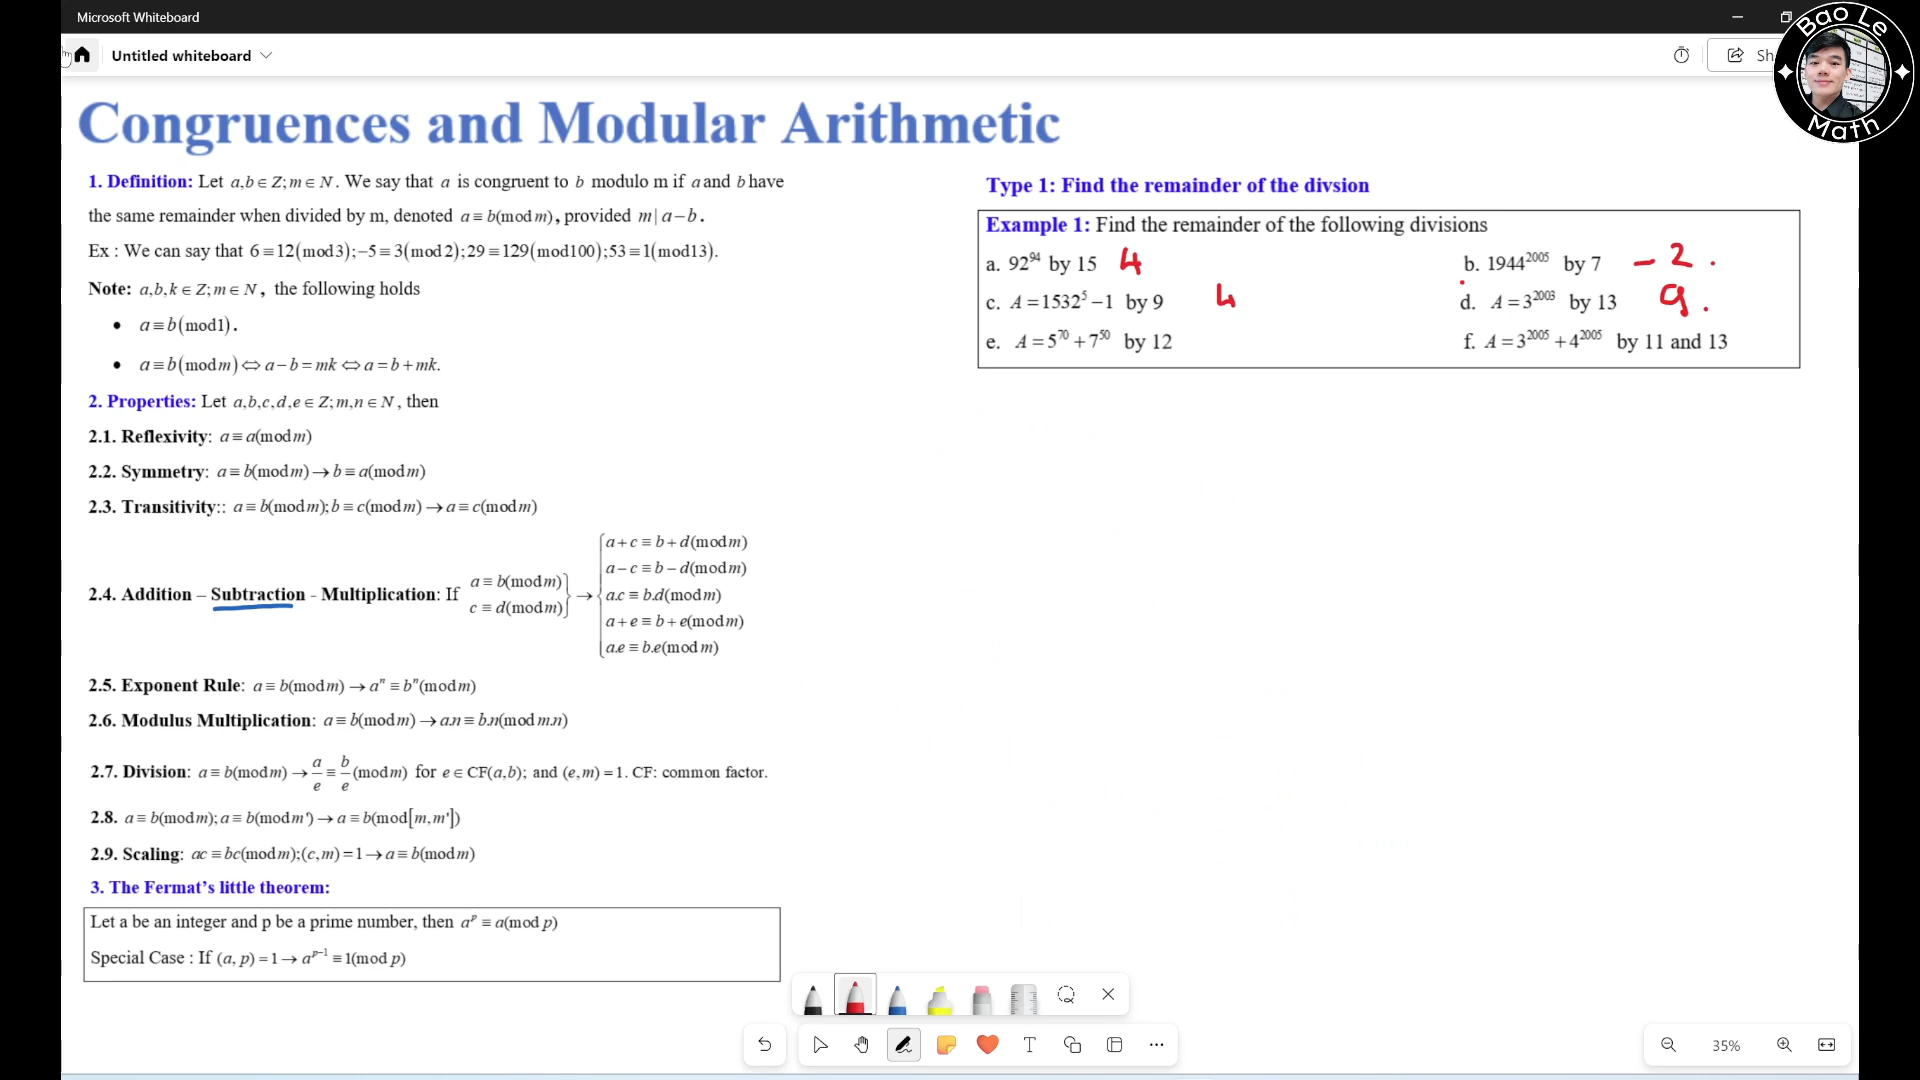 Microsoft Whiteboard
Untitled whiteboard
Sh
Bao Le
Math
Congruences and Modular Arithmetic
1. Definition: Let a,b∈Z;m∈N. We say that a is congruent to b modulo m if a and b have
the same remainder when divided by m, denoted a≡b(mod m), provided m|a−b.
Ex : We can say that 6≡12(mod3);−5≡3(mod2);29≡129(mod100);53≡1(mod13).
Note: a,b,k∈Z;m∈N, the following holds
• a≡b(mod1).
• a≡b(mod m)⇔a−b=mk⇔a=b+mk.
2. Properties: Let a,b,c,d,e∈Z;m,n∈N, then
2.1. Reflexivity: a≡a(mod m)
2.2. Symmetry: a≡b(mod m)→b≡a(mod m)
2.3. Transitivity:: a≡b(mod m);b≡c(mod m)→a≡c(mod m)
2.4. Addition – Subtraction - Multiplication: If a≡b(mod m) c≡d(mod m)} → {
a+c≡b+d(mod m)
a−c≡b−d(mod m)
a.c≡b.d(mod m)
a+e≡b+e(mod m)
a.e≡b.e(mod m)
2.5. Exponent Rule: a≡b(mod m)→aⁿ≡bⁿ(mod m)
2.6. Modulus Multiplication: a≡b(mod m)→a.n≡b.n(mod m.n)
2.7. Division: a≡b(mod m)→a/e≡b/e(mod m) for e∈CF(a,b); and (e,m)=1. CF: common factor.
2.8. a≡b(mod m);a≡b(mod m')→a≡b(mod[m,m'])
2.9. Scaling: ac≡bc(mod m);(c,m)=1→a≡b(mod m)
3. The Fermat's little theorem:
Let a be an integer and p be a prime number, then aᵖ≡a(mod p)
Special Case : If (a,p)=1→aᵖ⁻¹≡1(mod p)
Type 1: Find the remainder of the divsion
Example 1: Find the remainder of the following divisions
a. 92⁹⁴ by 15 4
b. 1944²⁰⁰⁵ by 7 −2.
c. A=1532⁵−1 by 9 4
d. A=3²⁰⁰³ by 13 9.
e. A=5⁷⁰+7⁵⁰ by 12
f. A=3²⁰⁰⁵+4²⁰⁰⁵ by 11 and 13
35%